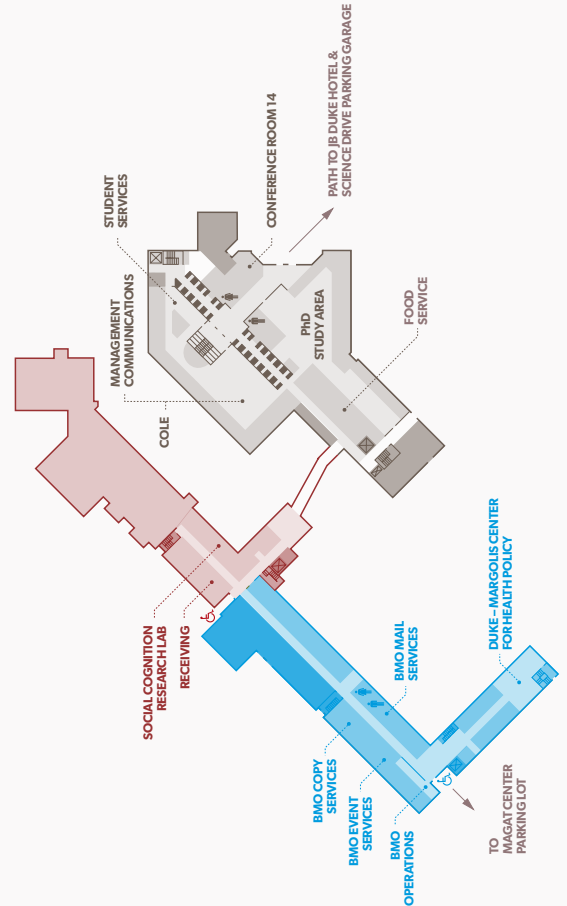 PATH TO JB DUKE HOTEL &
SCIENCE DRIVE PARKING GARAGE
CONFERENCE ROOM 14
STUDENT
SERVICES
MANAGEMENT
COMMUNICATIONS
COLE
PhD
STUDY AREA
FOOD
SERVICE
SOCIAL COGNITION
RESEARCH LAB
RECEIVING
DUKE – MARGOLIS CENTER
FOR HEALTH POLICY
BMO MAIL
SERVICES
BMO COPY
SERVICES
BMO EVENT
SERVICES
BMO
OPERATIONS
TO
MAGAT CENTER
PARKING LOT